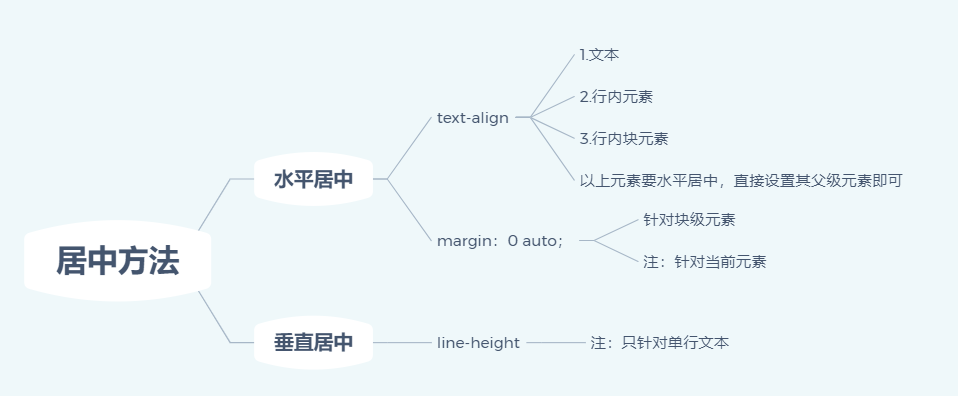 居中方法
水平居中
text-align
1.文本
2.行内元素
3.行内块元素
以上元素要水平居中，直接设置其父级元素即可
margin：0 auto；
针对块级元素
注：针对当前元素
垂直居中
line-height
注：只针对单行文本